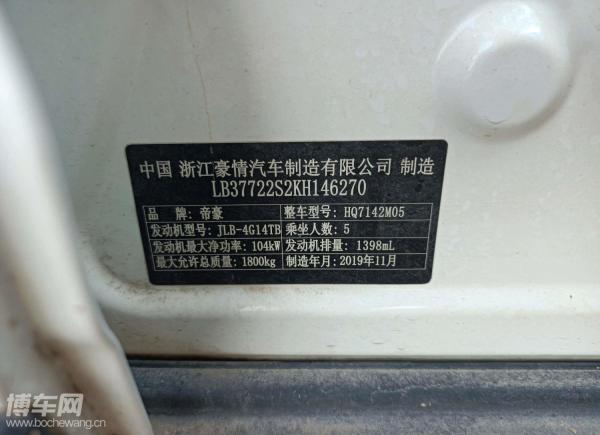 中国 浙江豪情汽车制造有限公司 制造
LB37722S2KH146270
品 牌: 帝豪 整车型号: HQ7142M05
发动机型号: JLB-4G14TB 乘坐人数: 5
发动机最大净功率: 104kW 发动机排量: 1398mL
最大允许总质量: 1800kg 制造年月: 2019年11月
博车网
www.bochewang.cn